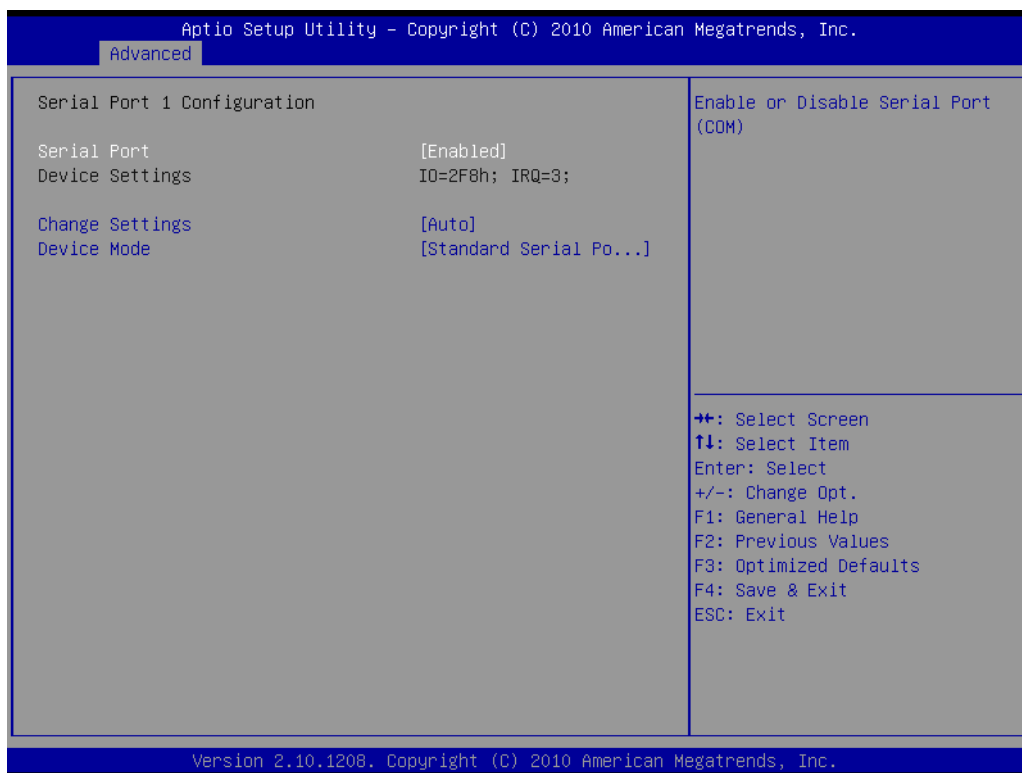 Aptio Setup Utility – Copyright (C) 2010 American Megatrends, Inc.
Advanced
Serial Port 1 Configuration
Serial Port [Enabled]
Device Settings IO=2F8h; IRQ=3;
Change Settings [Auto]
Device Mode [Standard Serial Po...]
Enable or Disable Serial Port
(COM)
→←: Select Screen
↑↓: Select Item
Enter: Select
+/-: Change Opt.
F1: General Help
F2: Previous Values
F3: Optimized Defaults
F4: Save & Exit
ESC: Exit
Version 2.10.1208. Copyright (C) 2010 American Megatrends, Inc.